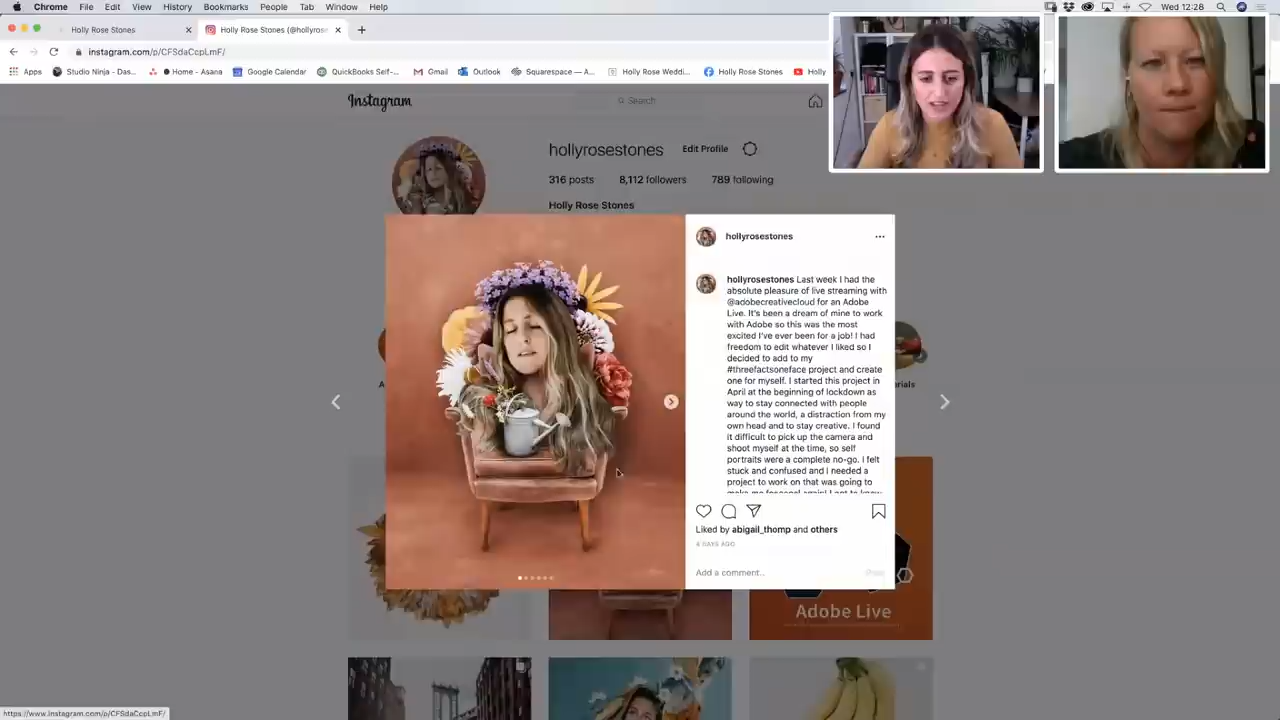 Chrome File Edit View History Bookmarks People Tab Window Help
Wed 12:28
Holly Rose Stones
Holly Rose Stones (@hollyros
instagram.com/p/CFSdaCcpLmF/
Apps
Studio Ninja - Das...
Home - Asana
Google Calendar
QuickBooks Self-...
Gmail
Outlook
Squarespace — A...
Holly Rose Weddi...
Holly Rose Stones
Holly
Instagram
Search
hollyrosestones
Edit Profile
316 posts 8,112 followers 789 following
Holly Rose Stones
hollyrosestones
hollyrosestones Last week I had the
absolute pleasure of live streaming with
@adobecreativecloud for an Adobe
Live. It's been a dream of mine to work
with Adobe so this was the most
excited I've ever been for a job! I had
freedom to edit whatever I liked so I
decided to add to my
#threefactsoneface project and create
one for myself. I started this project in
April at the beginning of lockdown as
way to stay connected with people
around the world, a distraction from my
own head and to stay creative. I found
it difficult to pick up the camera and
shoot myself at the time, so self
portraits were a complete no-go. I felt
stuck and confused and I needed a
project to work on that was going to
A
orials
Liked by abigail_thomp and others
4 DAYS AGO
Add a comment...
Post
Adobe Live
https://www.instagram.com/p/CFSdaCcpLmF/